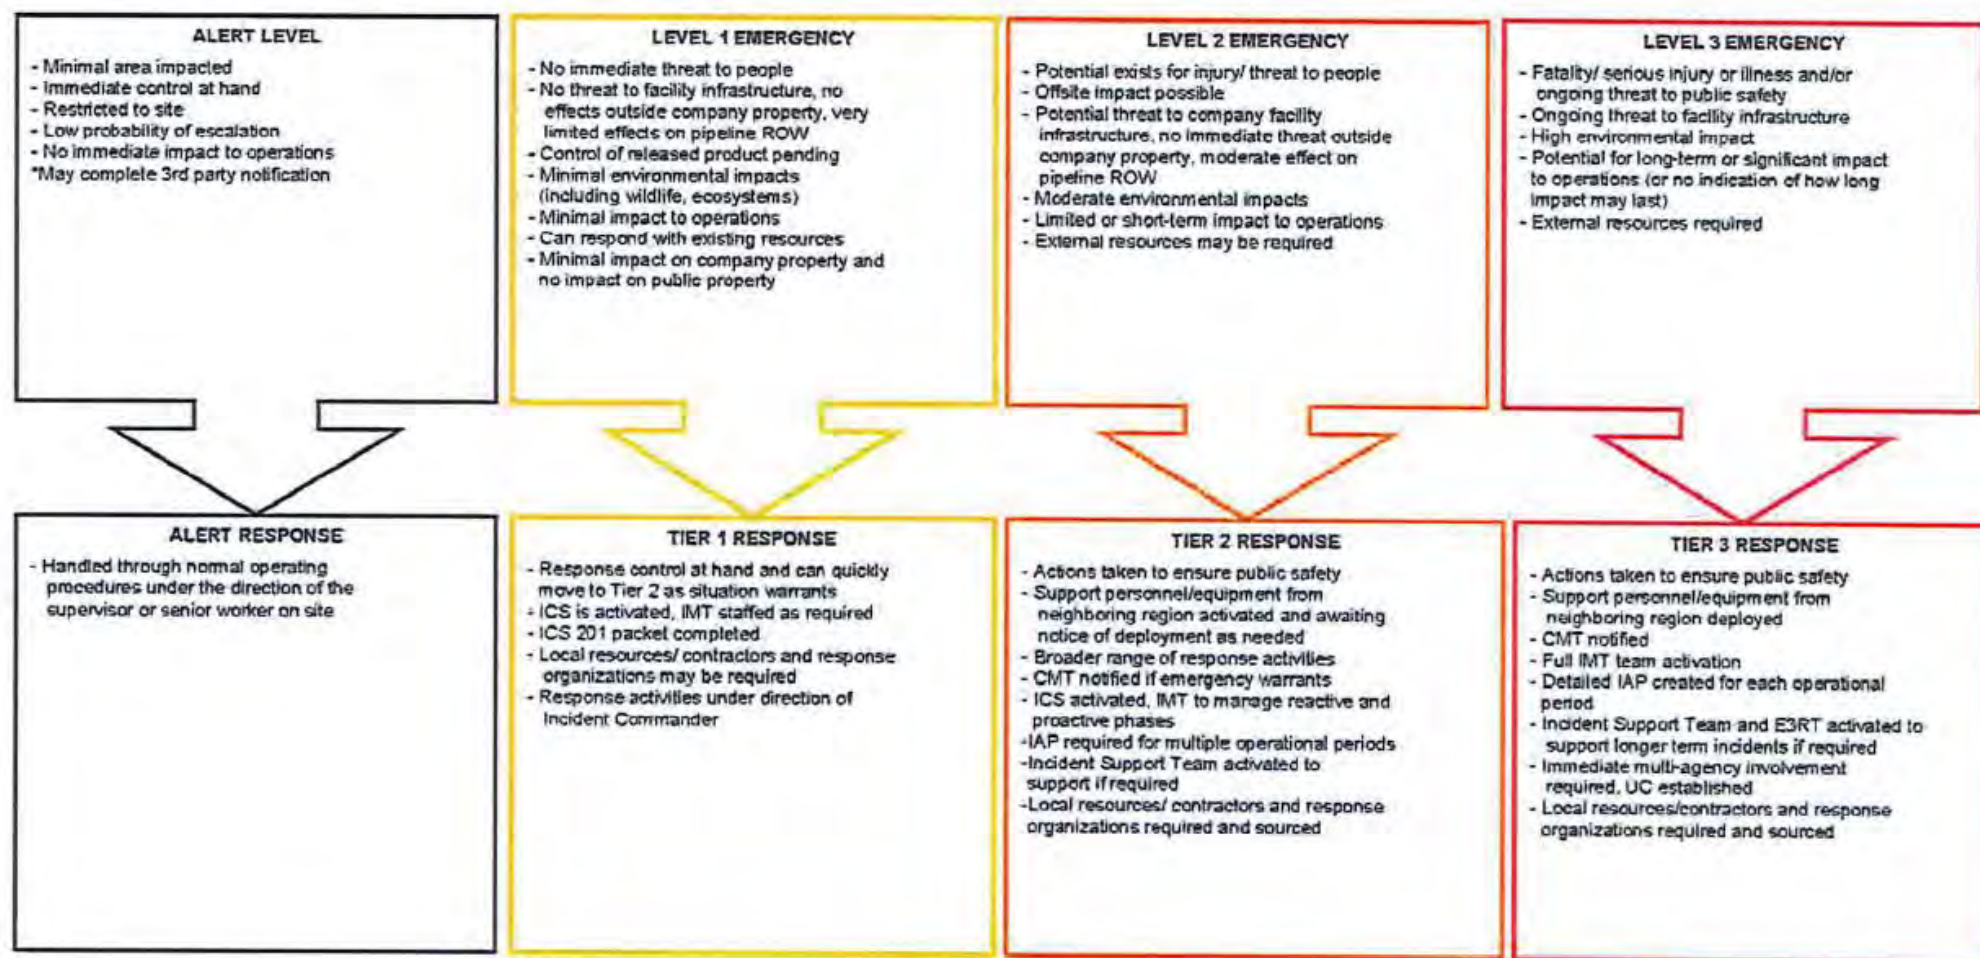 ALERT LEVEL
- Minimal area impacted
- Immediate control at hand
- Restricted to site
- Low probability of escalation
- No immediate impact to operations
*May complete 3rd party notification
LEVEL 1 EMERGENCY
- No immediate threat to people
- No threat to facility infrastructure, no
effects outside company property, very
limited effects on pipeline ROW
- Control of released product pending
- Minimal environmental impacts
(including wildlife, ecosystems)
- Minimal impact to operations
- Can respond with existing resources
- Minimal impact on company property and
no impact on public property
LEVEL 2 EMERGENCY
- Potential exists for injury/ threat to people
- Offsite impact possible
- Potential threat to company facility
infrastructure, no immediate threat outside
company property, moderate effect on
pipeline ROW
- Moderate environmental impacts
- Limited or short-term impact to operations
- External resources may be required
LEVEL 3 EMERGENCY
- Fatality/ serious injury or illness and/or
ongoing threat to public safety
- Ongoing threat to facility infrastructure
- High environmental impact
- Potential for long-term or significant impact
to operations (or no indication of how long
impact may last)
- External resources required
ALERT RESPONSE
- Handled through normal operating
procedures under the direction of the
supervisor or senior worker on site
TIER 1 RESPONSE
- Response control at hand and can quickly
move to Tier 2 as situation warrants
- ICS is activated, IMT staffed as required
- ICS 201 packet completed
- Local resources/ contractors and response
organizations may be required
- Response activities under direction of
Incident Commander
TIER 2 RESPONSE
- Actions taken to ensure public safety
- Support personnel/equipment from
neighboring region activated and awaiting
notice of deployment as needed
- Broader range of response activities
- CMT notified if emergency warrants
- ICS activated, IMT to manage reactive and
proactive phases
-IAP required for multiple operational periods
-Incident Support Team activated to
support if required
-Local resources/ contractors and response
organizations required and sourced
TIER 3 RESPONSE
- Actions taken to ensure public safety
- Support personnel/equipment from
neighboring region deployed
- CMT notified
- Full IMT team activation
- Detailed IAP created for each operational
period
- Incident Support Team and E3RT activated to
support longer term incidents if required
- Immediate multi-agency involvement
required, UC established
- Local resources/contractors and response
organizations required and sourced